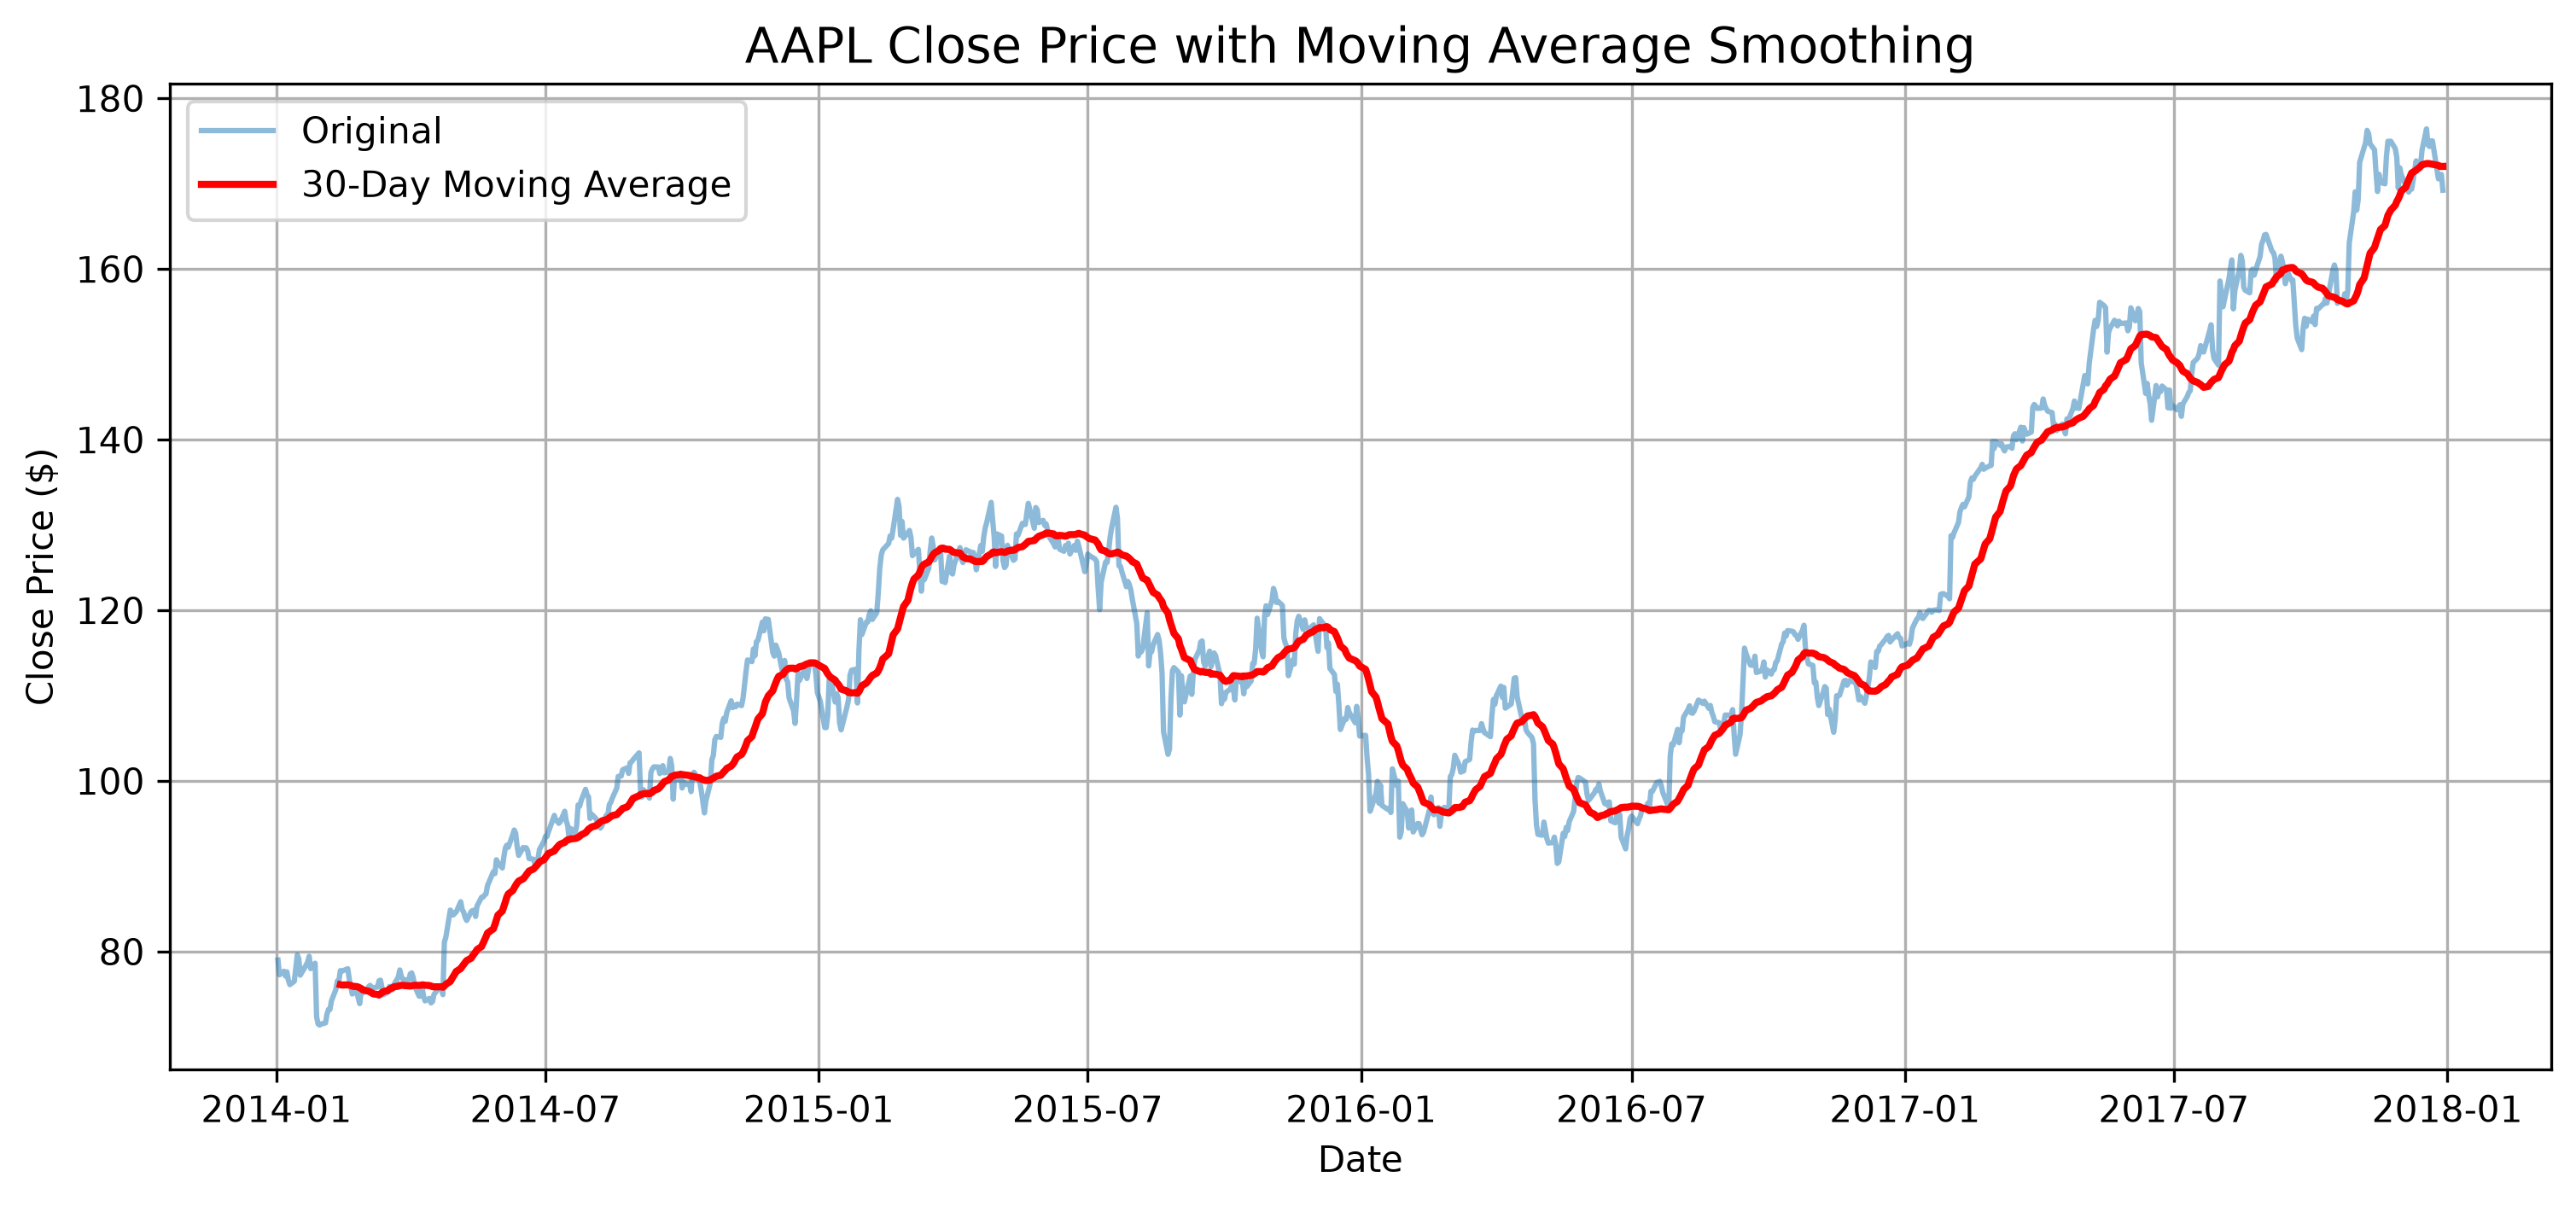 AAPL Close Price with Moving Average Smoothing
Original
30-Day Moving Average
Close Price ($)
180
160
140
120
100
80
2014-01 2014-07 2015-01 2015-07 2016-01 2016-07 2017-01 2017-07 2018-01
Date